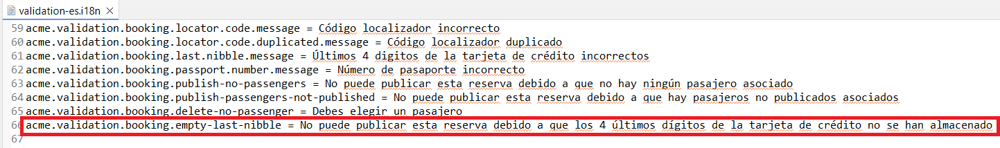 validation-es.i18n
59 acme.validation.booking.locator.code.message = Código localizador incorrecto
60 acme.validation.booking.locator.code.duplicated.message = Código localizador duplicado
61 acme.validation.booking.last.nibble.message = Últimos 4 digitos de la tarjeta de crédito incorrectos
62 acme.validation.booking.passport.number.message = Número de pasaporte incorrecto
63 acme.validation.booking.publish-no-passengers = No puede publicar esta reserva debido a que no hay ningún pasajero asociado
64 acme.validation.booking.publish-passengers-not-published = No puede publicar esta reserva debido a que hay pasajeros no publicados asociados
65 acme.validation.booking.delete-no-passenger = Debes elegir un pasajero
66 acme.validation.booking.empty-last-nibble = No puede publicar esta reserva debido a que los 4 últimos dígitos de la tarjeta de crédito no se han almacenado
67